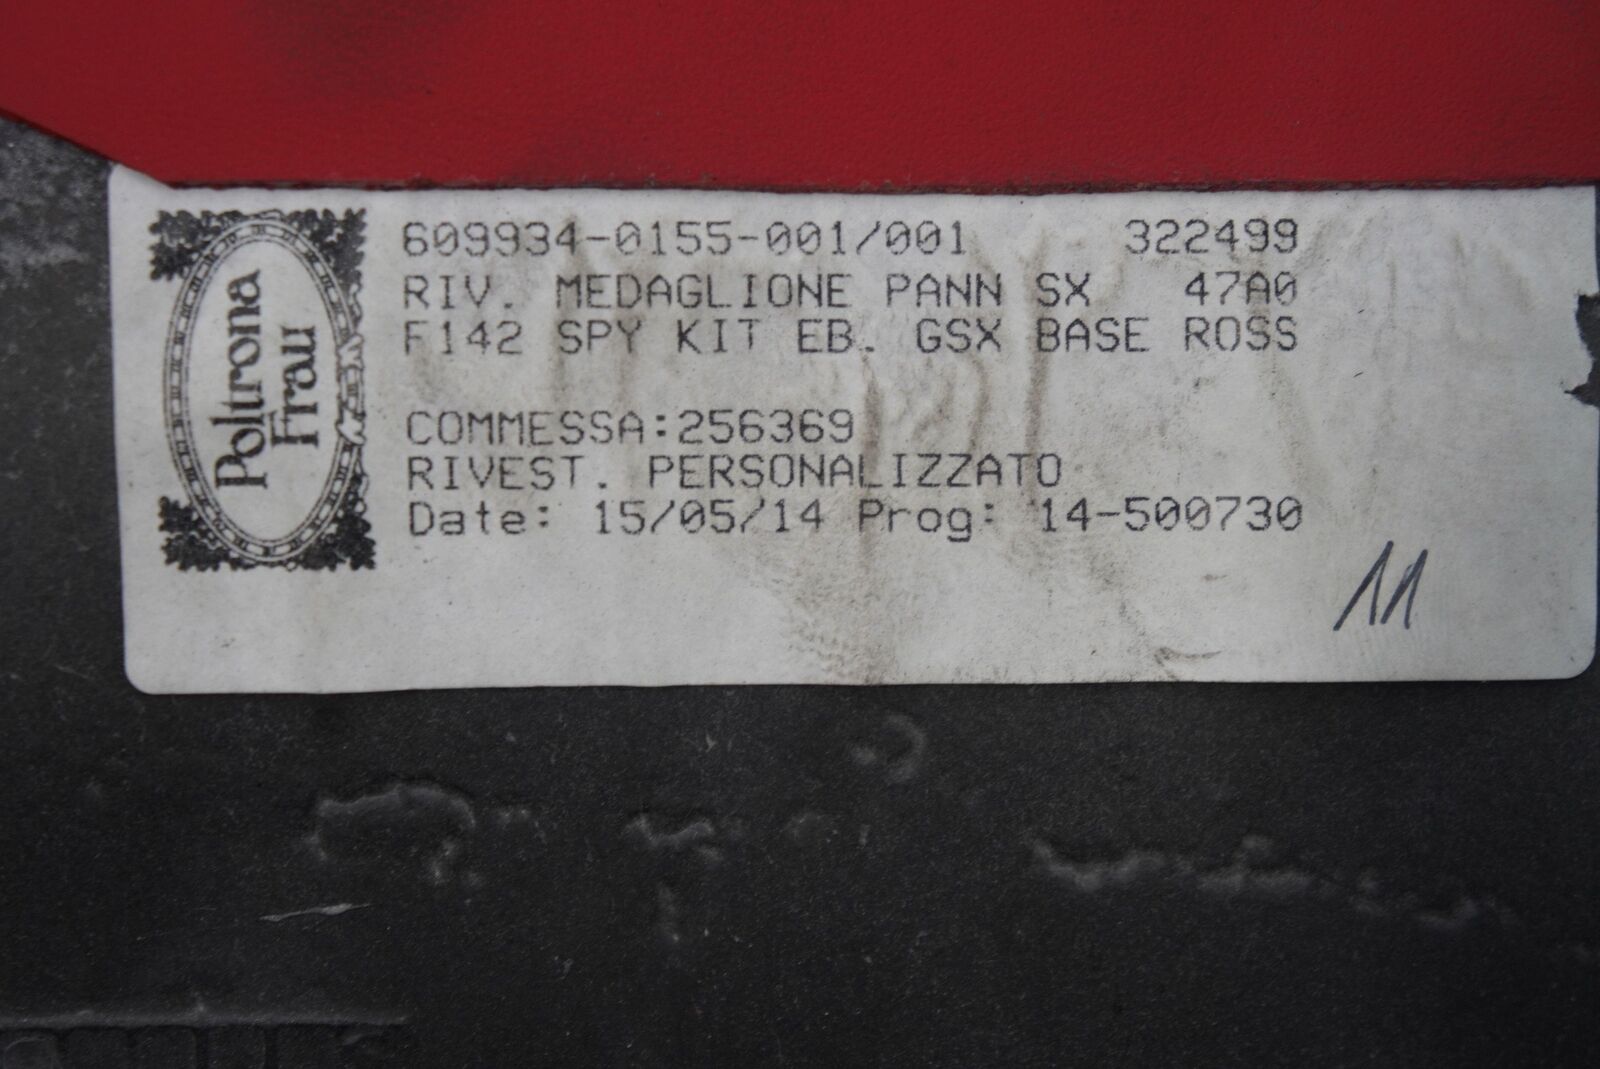 Poltrona
Frau
609934-0155-001/001 322499
RIV. MEDAGLIONE PANN SX 47A0
F142 SPY KIT EB. GSX BASE ROSS
COMMESSA:256369
RIVEST. PERSONALIZZATO
Date: 15/05/14 Prog: 14-500730
11